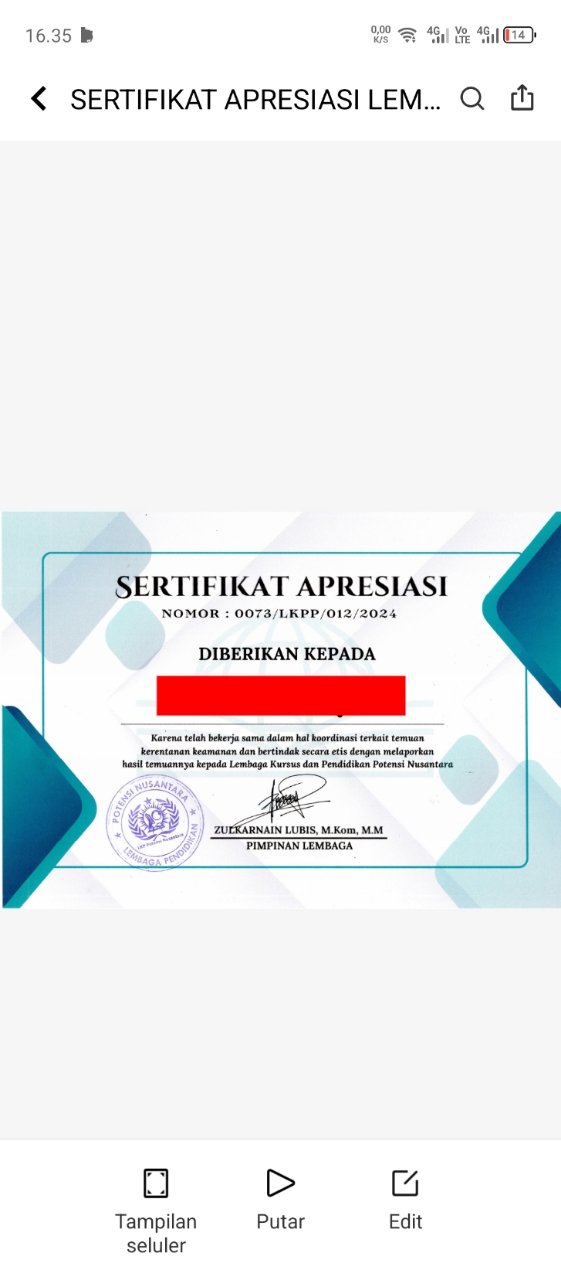 16.35
0,00 K/S 4G Vo LTE 4G 14
SERTIFIKAT APRESIASI LEM...
SERTIFIKAT APRESIASI
NOMOR : 0073/LKPP/012/2024
DIBERIKAN KEPADA
Karena telah bekerja sama dalam hal koordinasi terkait temuan
kerentanan keamanan dan bertindak secara etis dengan melaporkan
hasil temuannya kepada Lembaga Kursus dan Pendidikan Potensi Nusantara
POTENSI NUSANTARA
LEMBAGA PENDIDIKAN
ZULKARNAIN LUBIS, M.Kom, M.M
PIMPINAN LEMBAGA
Tampilan seluler
Putar
Edit